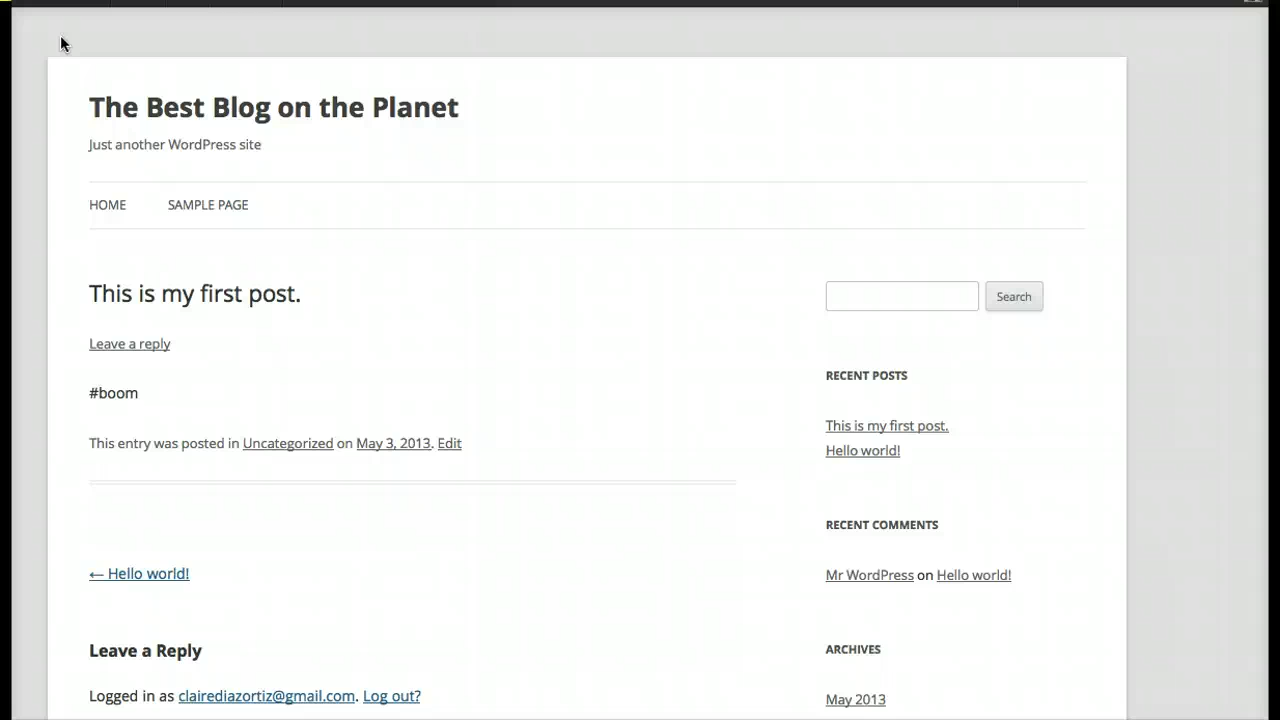 The Best Blog on the Planet
Just another WordPress site
HOME SAMPLE PAGE
This is my first post.
Leave a reply
#boom
This entry was posted in Uncategorized on May 3, 2013. Edit
← Hello world!
Leave a Reply
Logged in as clairediazortiz@gmail.com. Log out?
Search
RECENT POSTS
This is my first post.
Hello world!
RECENT COMMENTS
Mr WordPress on Hello world!
ARCHIVES
May 2013